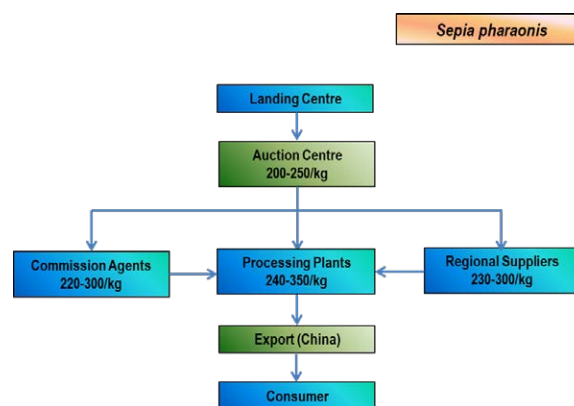 Sepia pharaonis
Landing Centre
Auction Centre
200-250/kg
Commission Agents
220-300/kg
Processing Plants
240-350/kg
Regional Suppliers
230-300/kg
Export (China)
Consumer